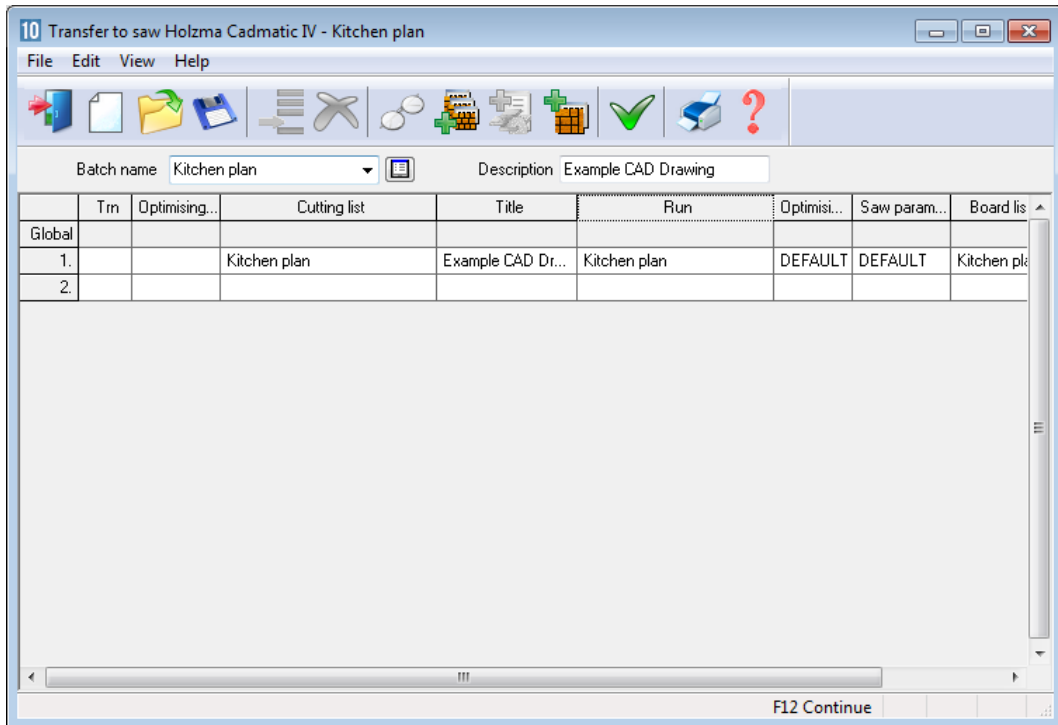 10 Transfer to saw Holzma Cadmatic IV - Kitchen plan
File Edit View Help
Batch name Kitchen plan Description Example CAD Drawing
Trn Optimising... Cutting list Title Run Optimisi... Saw param... Board lis
Global
1. Kitchen plan Example CAD Dr... Kitchen plan DEFAULT DEFAULT Kitchen pla
2.
F12 Continue